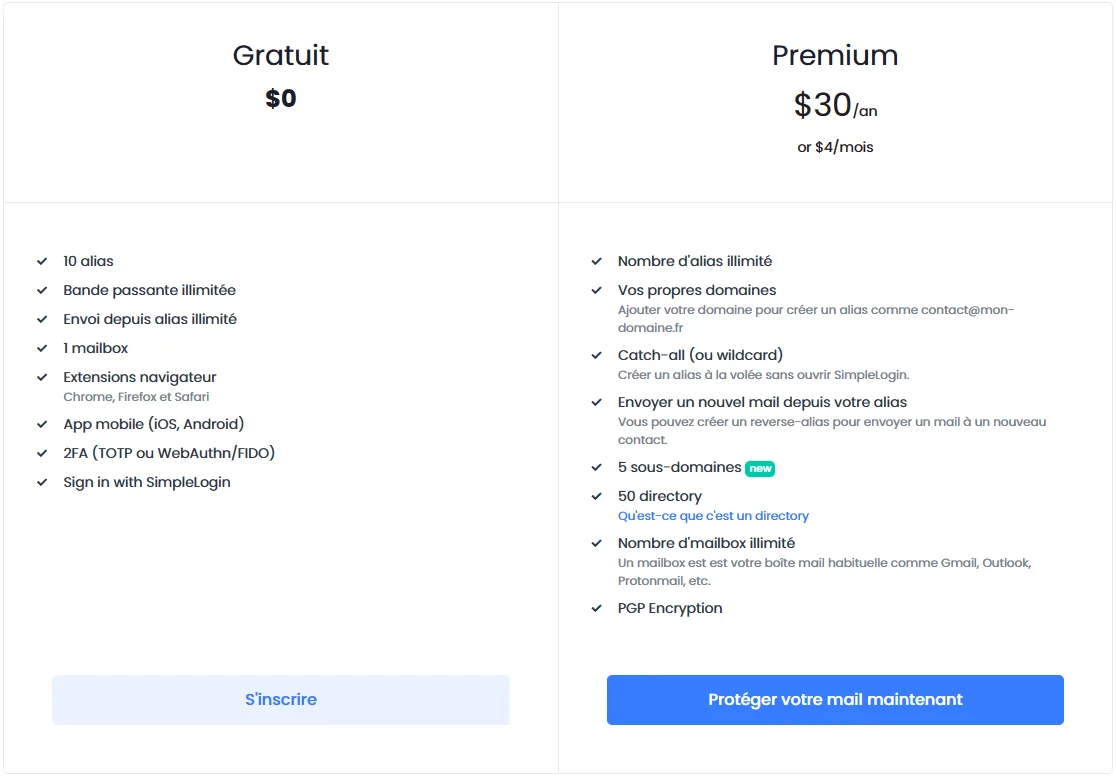 Gratuit
$0
Premium
$30/an
or $4/mois
10 alias
Bande passante illimitée
Envoi depuis alias illimité
1 mailbox
Extensions navigateur
Chrome, Firefox et Safari
App mobile (iOS, Android)
2FA (TOTP ou WebAuthn/FIDO)
Sign in with SimpleLogin
S'inscrire
Nombre d'alias illimité
Vos propres domaines
Ajouter votre domaine pour créer un alias comme contact@mon-
domaine.fr
Catch-all (ou wildcard)
Créer un alias à la volée sans ouvrir SimpleLogin.
Envoyer un nouvel mail depuis votre alias
Vous pouvez créer un reverse-alias pour envoyer un mail à un nouveau
contact.
5 sous-domaines new
50 directory
Qu'est-ce que c'est un directory
Nombre d'mailbox illimité
Un mailbox est est votre boîte mail habituelle comme Gmail, Outlook,
Protonmail, etc.
PGP Encryption
Protéger votre mail maintenant